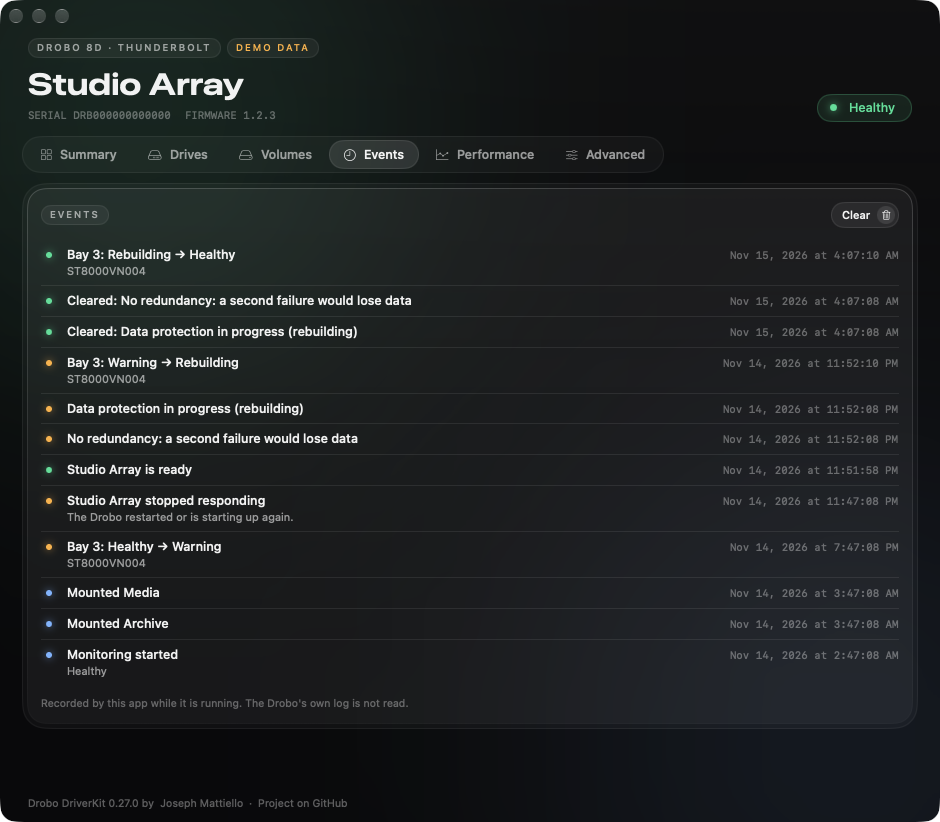 DROBO 8D · THUNDERBOLT
DEMO DATA
Studio Array
SERIAL DRB000000000000 FIRMWARE 1.2.3
Healthy
Summary
Drives
Volumes
Events
Performance
Advanced
EVENTS
Clear
Bay 3: Rebuilding → Healthy
Nov 15, 2026 at 4:07:10 AM
ST8000VN004
Cleared: No redundancy: a second failure would lose data
Nov 15, 2026 at 4:07:08 AM
Cleared: Data protection in progress (rebuilding)
Nov 15, 2026 at 4:07:08 AM
Bay 3: Warning → Rebuilding
Nov 14, 2026 at 11:52:10 PM
ST8000VN004
Data protection in progress (rebuilding)
Nov 14, 2026 at 11:52:08 PM
No redundancy: a second failure would lose data
Nov 14, 2026 at 11:52:08 PM
Studio Array is ready
Nov 14, 2026 at 11:51:58 PM
Studio Array stopped responding
Nov 14, 2026 at 11:47:08 PM
The Drobo restarted or is starting up again.
Bay 3: Healthy → Warning
Nov 14, 2026 at 7:47:08 PM
ST8000VN004
Mounted Media
Nov 14, 2026 at 3:47:08 AM
Mounted Archive
Nov 14, 2026 at 3:47:08 AM
Monitoring started
Nov 14, 2026 at 2:47:08 AM
Healthy
Recorded by this app while it is running. The Drobo's own log is not read.
Drobo DriverKit 0.27.0 by Joseph Mattiello · Project on GitHub